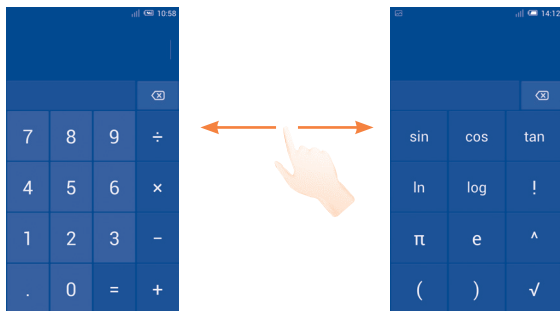 10:58
7 8 9 ÷
4 5 6 ×
1 2 3 −
. 0 = +
14:12
sin cos tan
ln log !
π e ^
( ) √